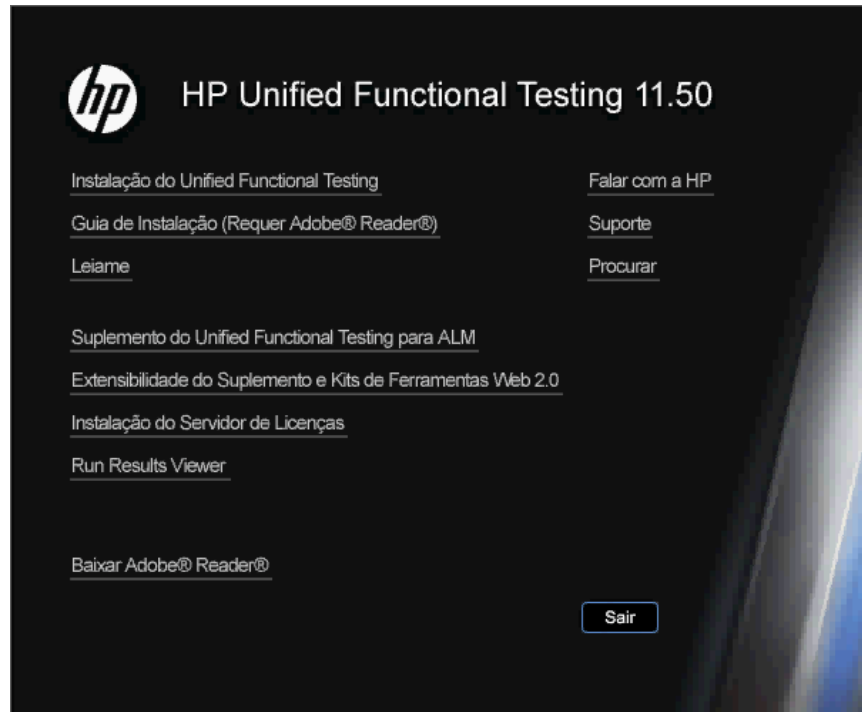 hp
HP Unified Functional Testing 11.50
Instalação do Unified Functional Testing
Falar com a HP
Guia de Instalação (Requer Adobe® Reader®)
Suporte
Leiame
Procurar
Suplemento do Unified Functional Testing para ALM
Extensibilidade do Suplemento e Kits de Ferramentas Web 2.0
Instalação do Servidor de Licenças
Run Results Viewer
Baixar Adobe® Reader®
Sair